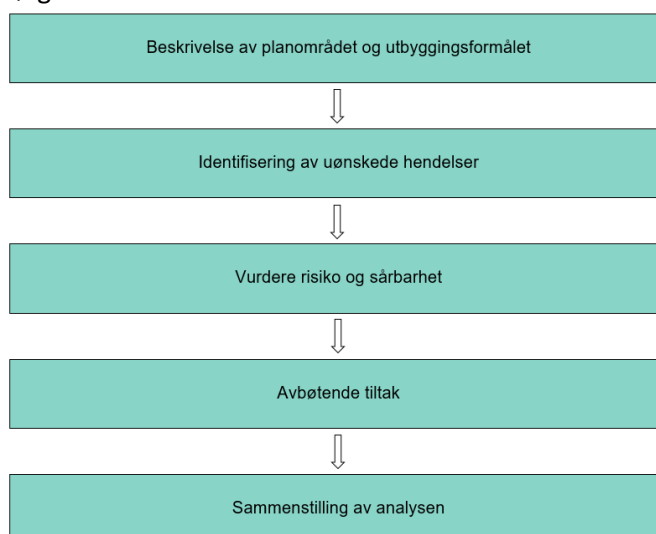 Beskrivelse av planområdet og utbyggingsformålet
Identifisering av uønskede hendelser
Vurdere risiko og sårbarhet
Avbøtende tiltak
Sammenstilling av analysen